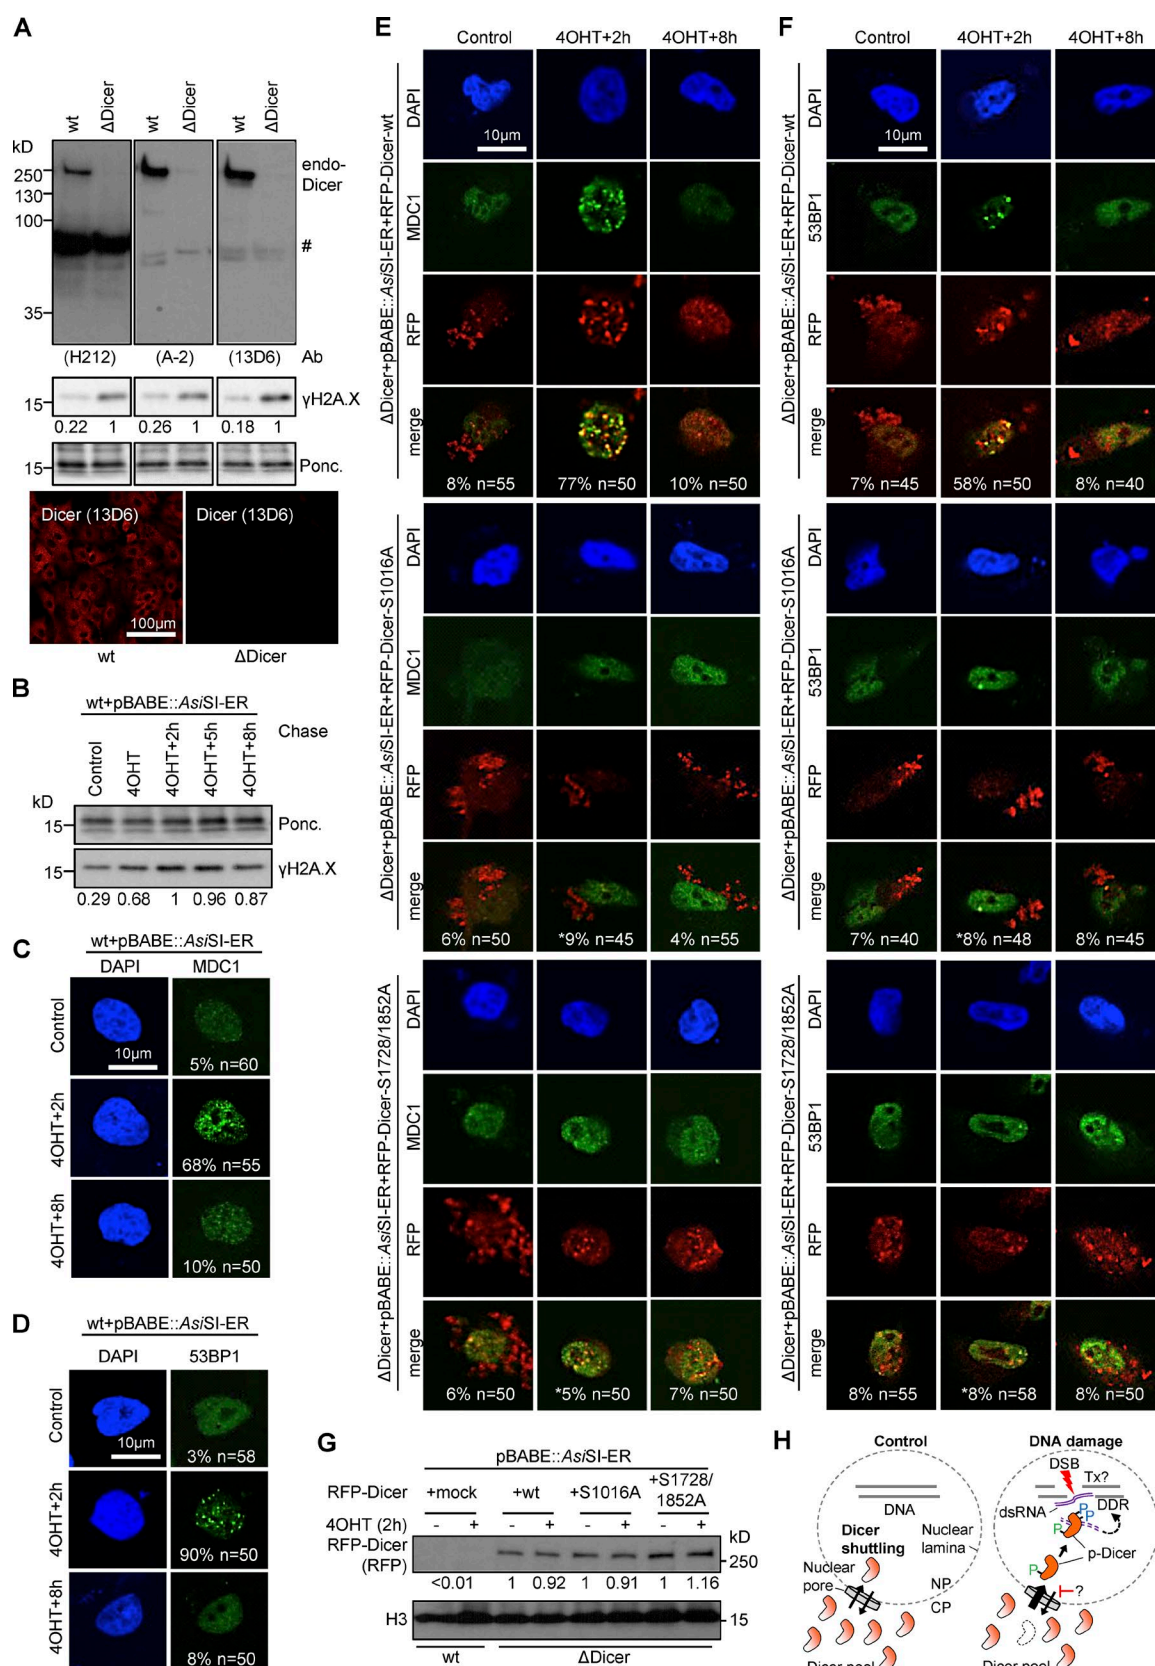 A
wt
ΔDicer
wt
ΔDicer
wt
ΔDicer
kD
250
130
100
35
endo-
Dicer
#
(H212)
(A-2)
(13D6)
Ab
15
γH2A.X
0.22
1
0.26
1
0.18
1
15
Ponc.
Dicer (13D6)
Dicer (13D6)
100µm
wt
ΔDicer
B
wt+pBABE::AsiSI-ER
Control
4OHT
4OHT+2h
4OHT+5h
4OHT+8h
Chase
kD
15
Ponc.
15
γH2A.X
0.29 0.68 1 0.96 0.87
C
wt+pBABE::AsiSI-ER
DAPI
MDC1
Control
10µm
5% n=60
4OHT+2h
68% n=55
4OHT+8h
10% n=50
D
wt+pBABE::AsiSI-ER
DAPI
53BP1
Control
10µm
3% n=58
4OHT+2h
90% n=50
4OHT+8h
8% n=50
E
Control
4OHT+2h
4OHT+8h
ΔDicer+pBABE::AsiSI-ER+RFP-Dicer-wt
DAPI
10µm
MDC1
RFP
merge
8% n=55
77% n=50
10% n=50
ΔDicer+pBABE::AsiSI-ER+RFP-Dicer-S1016A
DAPI
MDC1
RFP
merge
6% n=50
*9% n=45
4% n=55
ΔDicer+pBABE::AsiSI-ER+RFP-Dicer-S1728/1852A
DAPI
MDC1
RFP
merge
6% n=50
*5% n=50
7% n=50
F
Control
4OHT+2h
4OHT+8h
ΔDicer+pBABE::AsiSI-ER+RFP-Dicer-wt
DAPI
10µm
53BP1
RFP
merge
7% n=45
58% n=50
8% n=40
ΔDicer+pBABE::AsiSI-ER+RFP-Dicer-S1016A
DAPI
53BP1
RFP
merge
7% n=40
*8% n=48
8% n=45
ΔDicer+pBABE::AsiSI-ER+RFP-Dicer-S1728/1852A
DAPI
53BP1
RFP
merge
8% n=55
*8% n=58
8% n=50
G
pBABE::AsiSI-ER
RFP-Dicer
+mock
+wt
+S1016A
+S1728/
1852A
4OHT (2h)
- + - + - + - +
kD
RFP-Dicer
(RFP)
250
<0.01 1 0.92 1 0.91 1 1.16
H3
15
wt
ΔDicer
H
Control
DNA
Dicer
shuttling
Nuclear
lamina
Nuclear
pore
NP
CP
Dicer pool
DNA damage
DSB
Tx?
dsRNA
DDR
P
P
P
p-Dicer
P
?
Dicer pool